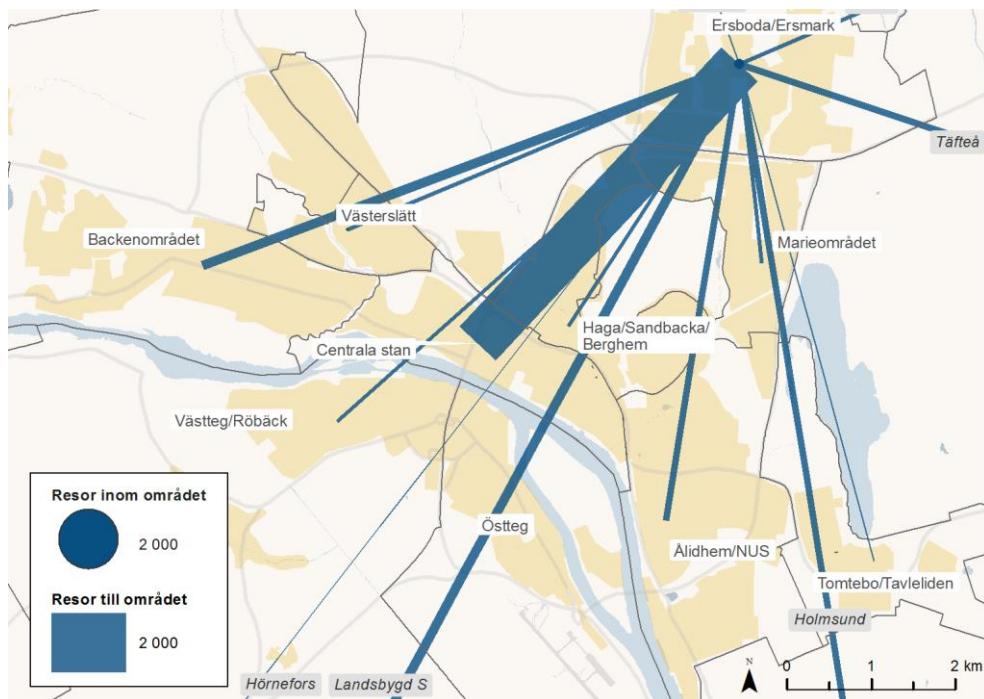 Ersboda/Ersmark
Täfteå
Västerslätt
Backenområdet
Marieområdet
Haga/Sandbacka/
Berghem
Centrala stan
Västteg/Röbäck
Resor inom området
2 000
Resor till området
2 000
Östteg
Ålidhem/NUS
Tomtebo/Tavleliden
Holmsund
Hörnefors
Landsbygd S
N
0 1 2 km